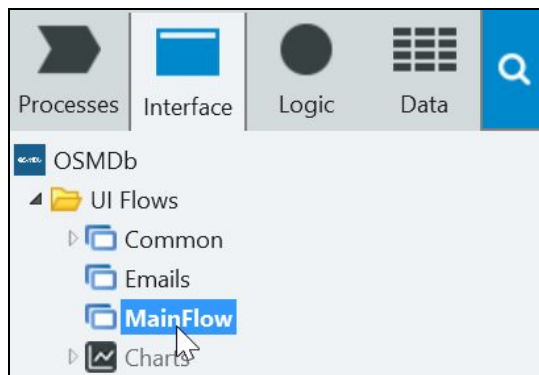 Processes Interface Logic Data
OSMDb
UI Flows
Common
Emails
MainFlow
Charts